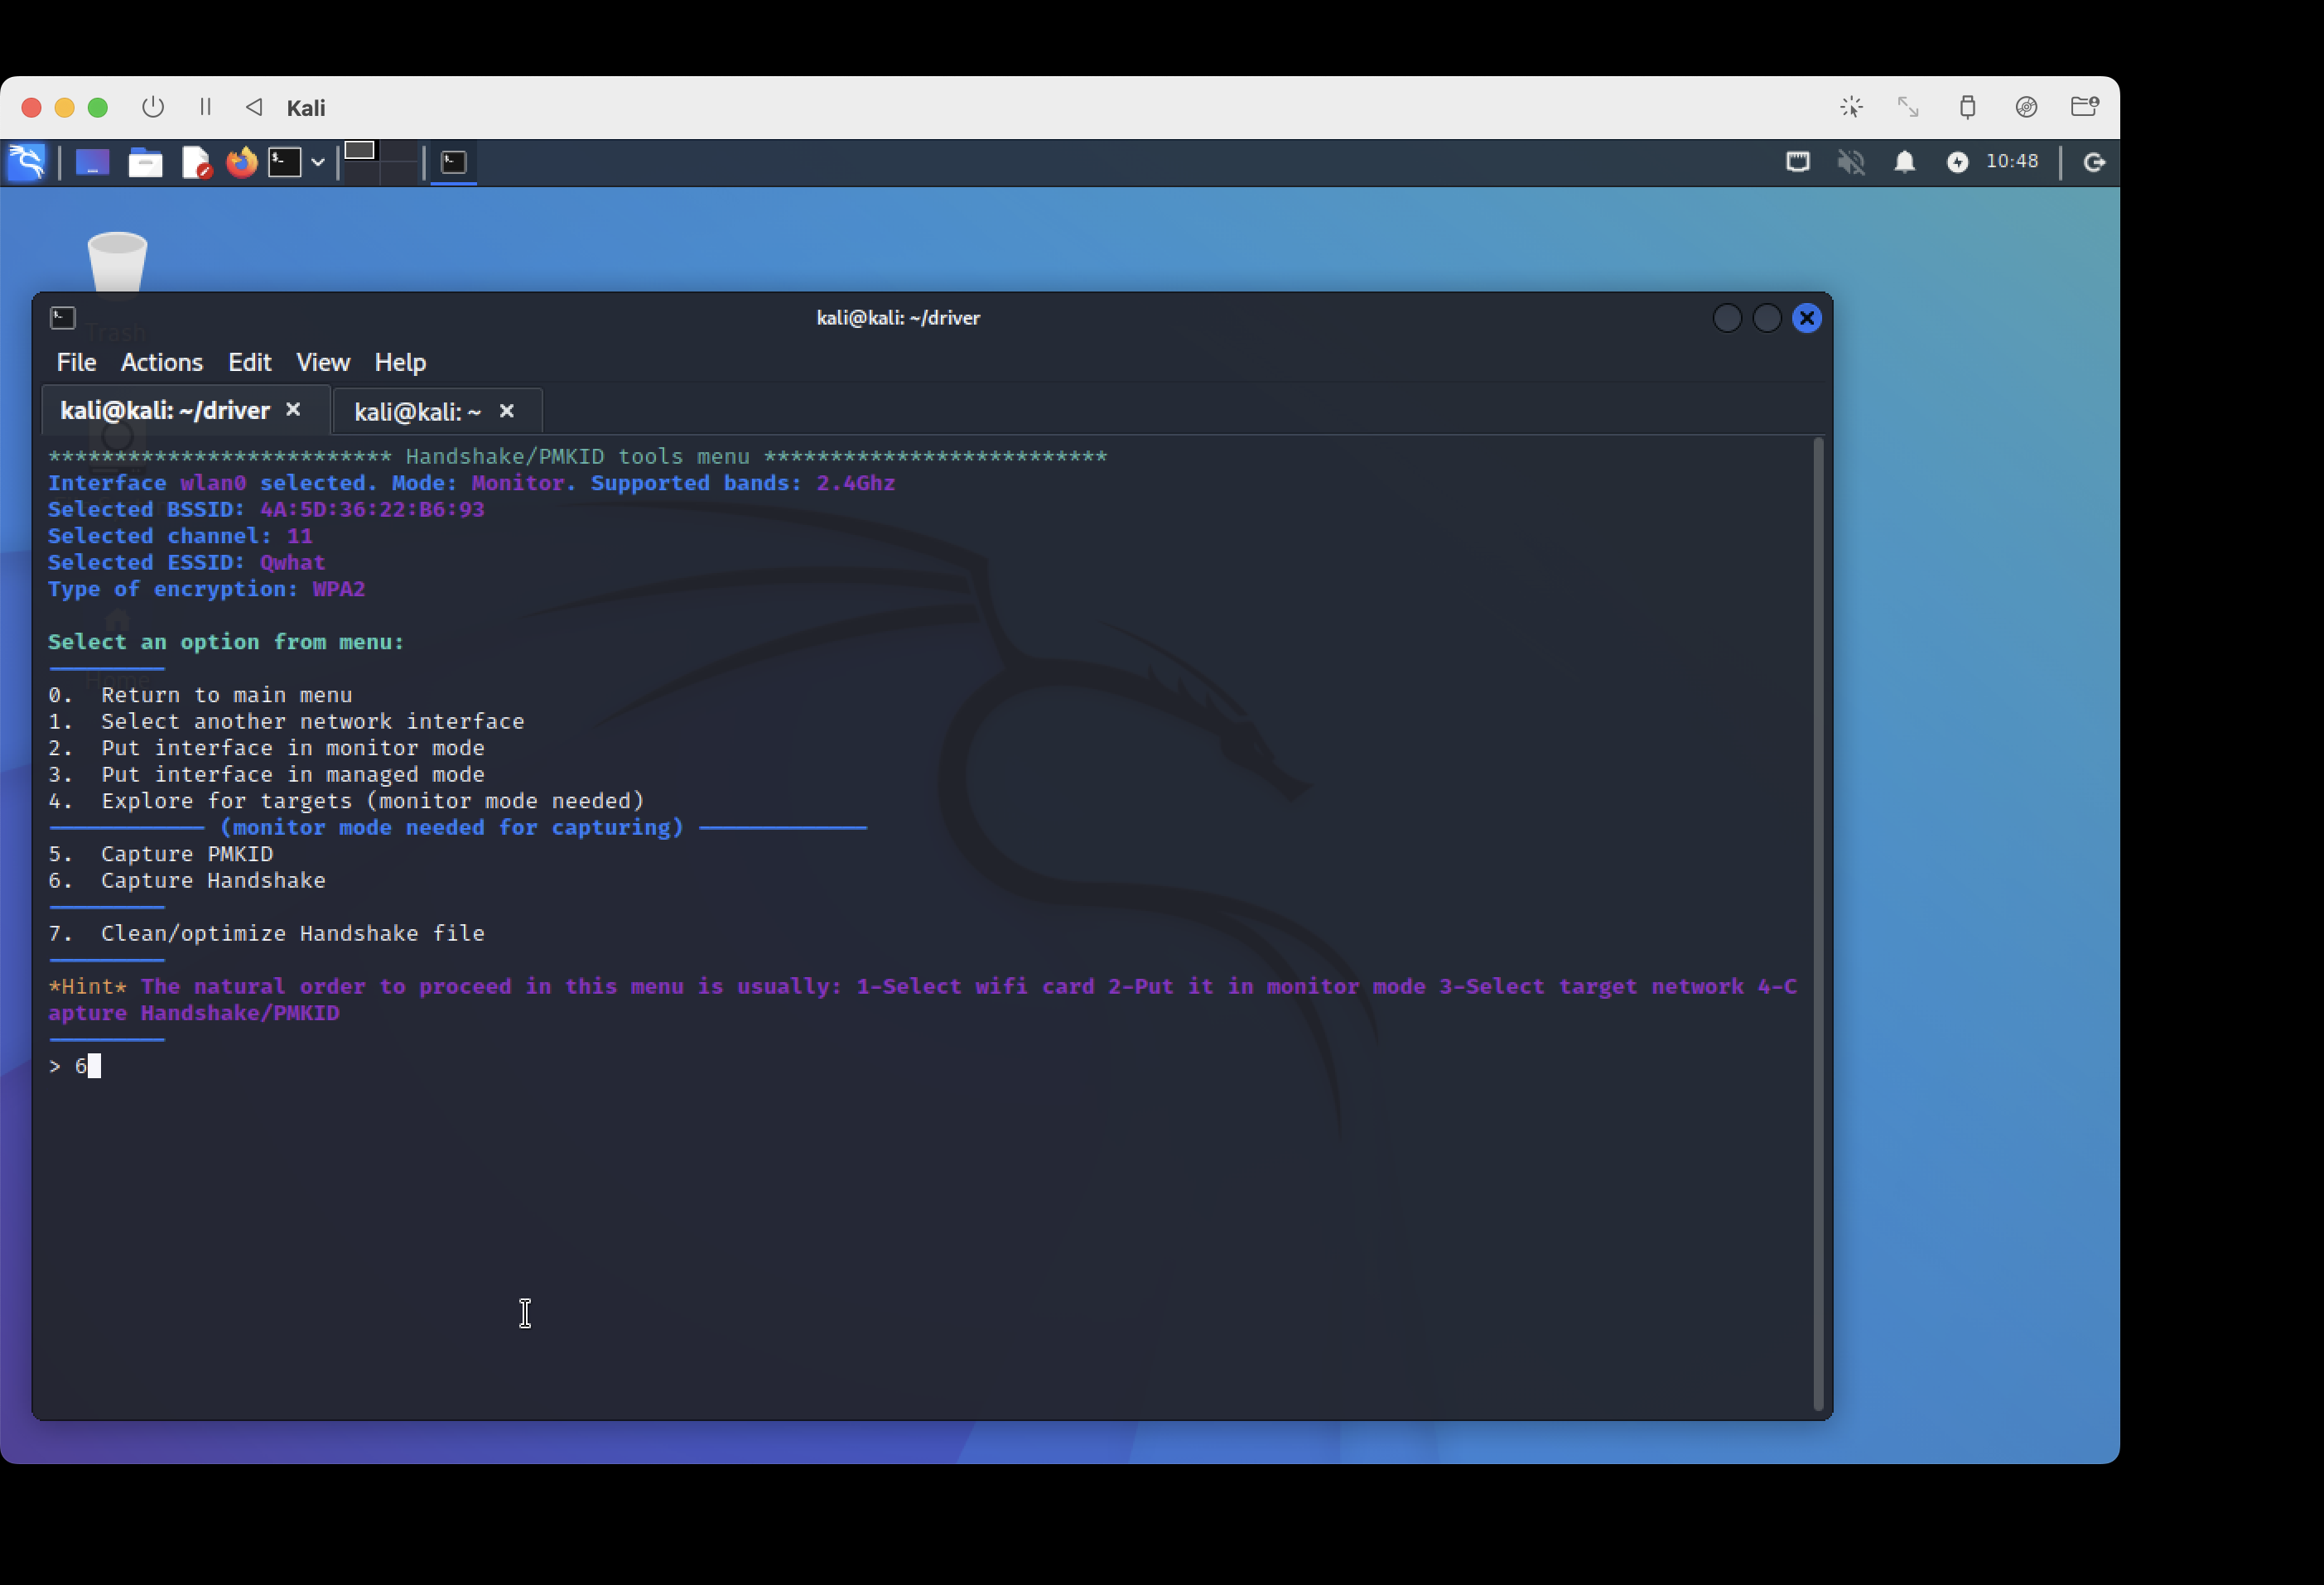 Kali
10:48
Trash
kali@kali: ~/driver
File Actions Edit View Help
kali@kali: ~/driver × kali@kali: ~ ×
************************** Handshake/PMKID tools menu **************************
Interface wlan0 selected. Mode: Monitor. Supported bands: 2.4Ghz
Selected BSSID: 4A:5D:36:22:B6:93
Selected channel: 11
Selected ESSID: Qwhat
Type of encryption: WPA2
Select an option from menu:
Home
0. Return to main menu
1. Select another network interface
2. Put interface in monitor mode
3. Put interface in managed mode
4. Explore for targets (monitor mode needed)
(monitor mode needed for capturing)
5. Capture PMKID
6. Capture Handshake
7. Clean/optimize Handshake file
*Hint* The natural order to proceed in this menu is usually: 1-Select wifi card 2-Put it in monitor mode 3-Select target network 4-C
apture Handshake/PMKID
> 6